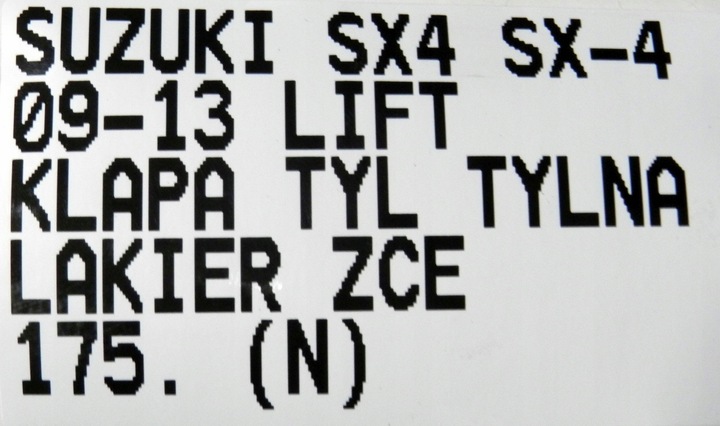 SUZUKI SX4 SX-4
09-13 LIFT
KLAPA TYL TYLNA
LAKIER ZCE
175. (N)